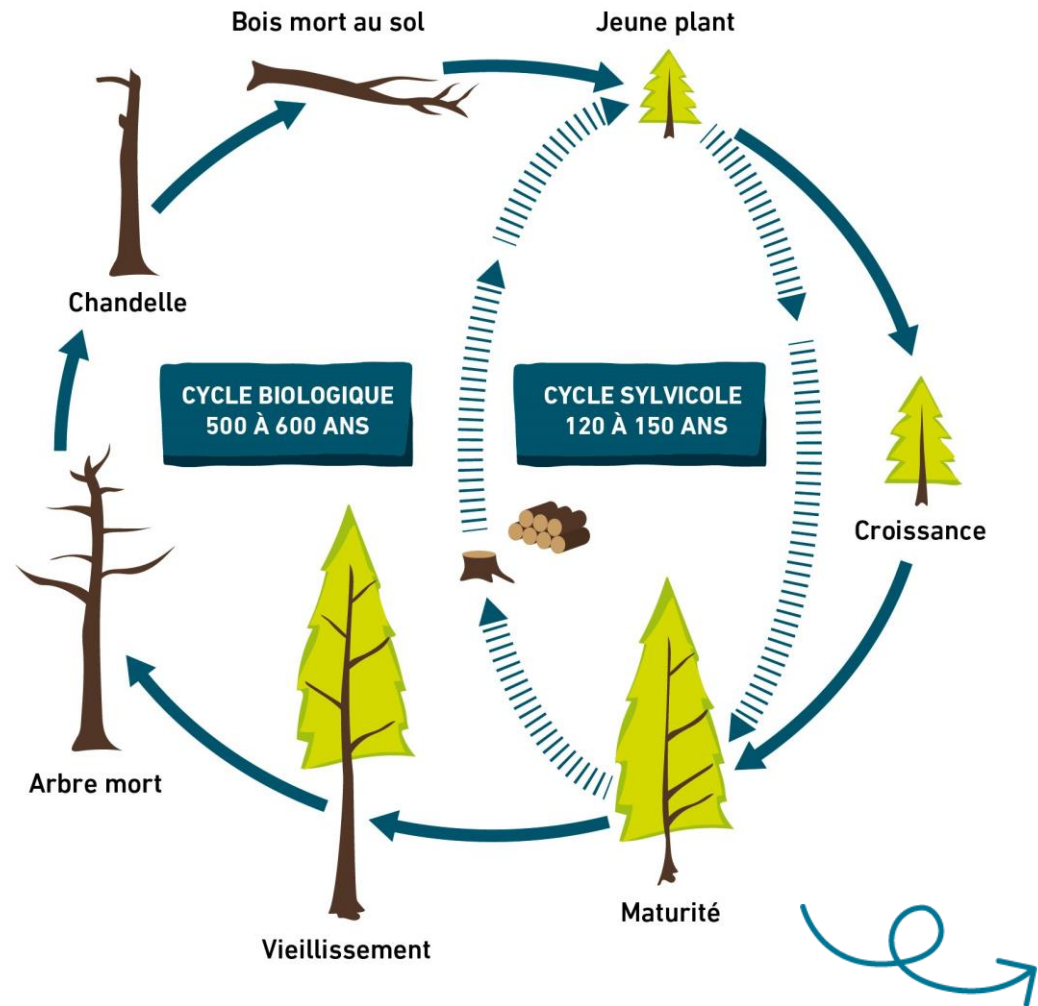 Bois mort au sol
Jeune plant
Chandelle
CYCLE BIOLOGIQUE
500 À 600 ANS
CYCLE SYLVICOLE
120 À 150 ANS
Croissance
Arbre mort
Maturité
Vieillissement